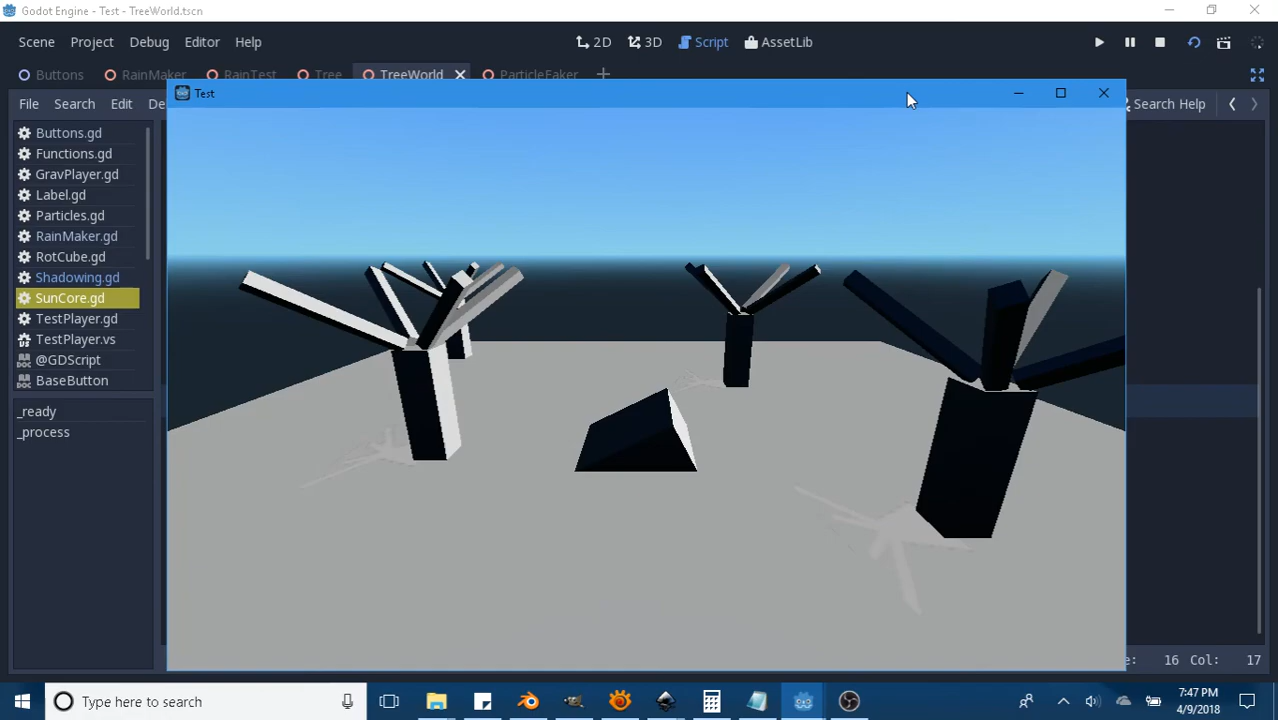 Godot Engine - Test - TreeWorld.tscn
Scene Project Debug Editor Help 2D 3D Script AssetLib
Buttons RainMaker RainTest Tree TreeWorld ParticleFaker
Test
File Search Edit De Search Help
Buttons.gd
Functions.gd
GravPlayer.gd
Label.gd
Particles.gd
RainMaker.gd
RotCube.gd
Shadowing.gd
SunCore.gd
TestPlayer.gd
TestPlayer.vs
@GDScript
BaseButton
_ready
_process
e: 16 Col: 17
Type here to search
7:47 PM
4/9/2018